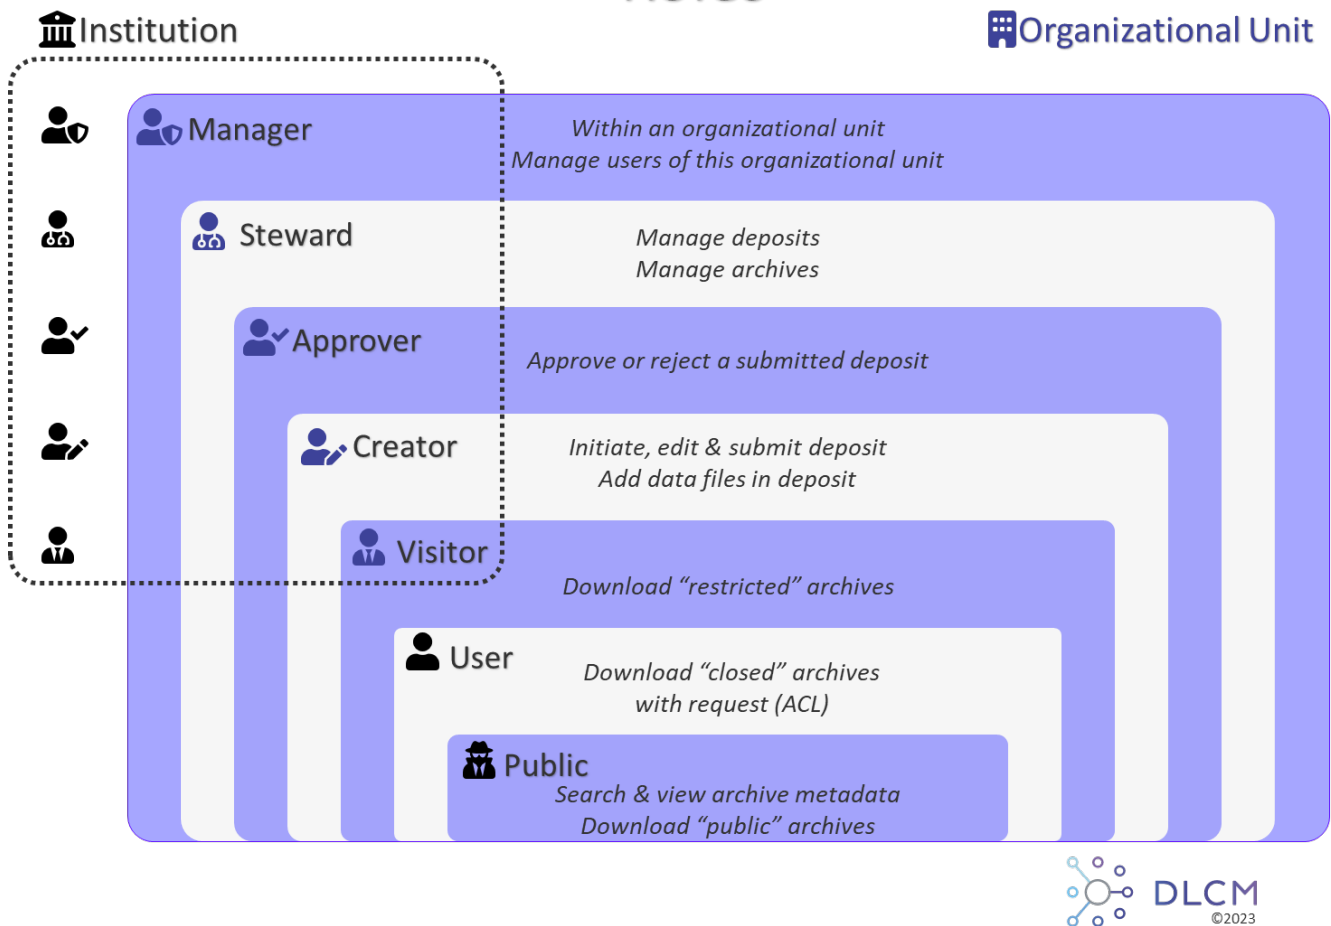 Institution
Organizational Unit
Manager
Within an organizational unit
Manage users of this organizational unit
Steward
Manage deposits
Manage archives
Approver
Approve or reject a submitted deposit
Creator
Initiate, edit & submit deposit
Add data files in deposit
Visitor
Download “restricted” archives
User
Download “closed” archives
with request (ACL)
Public
Search & view archive metadata
Download “public” archives
DLCM
©2023